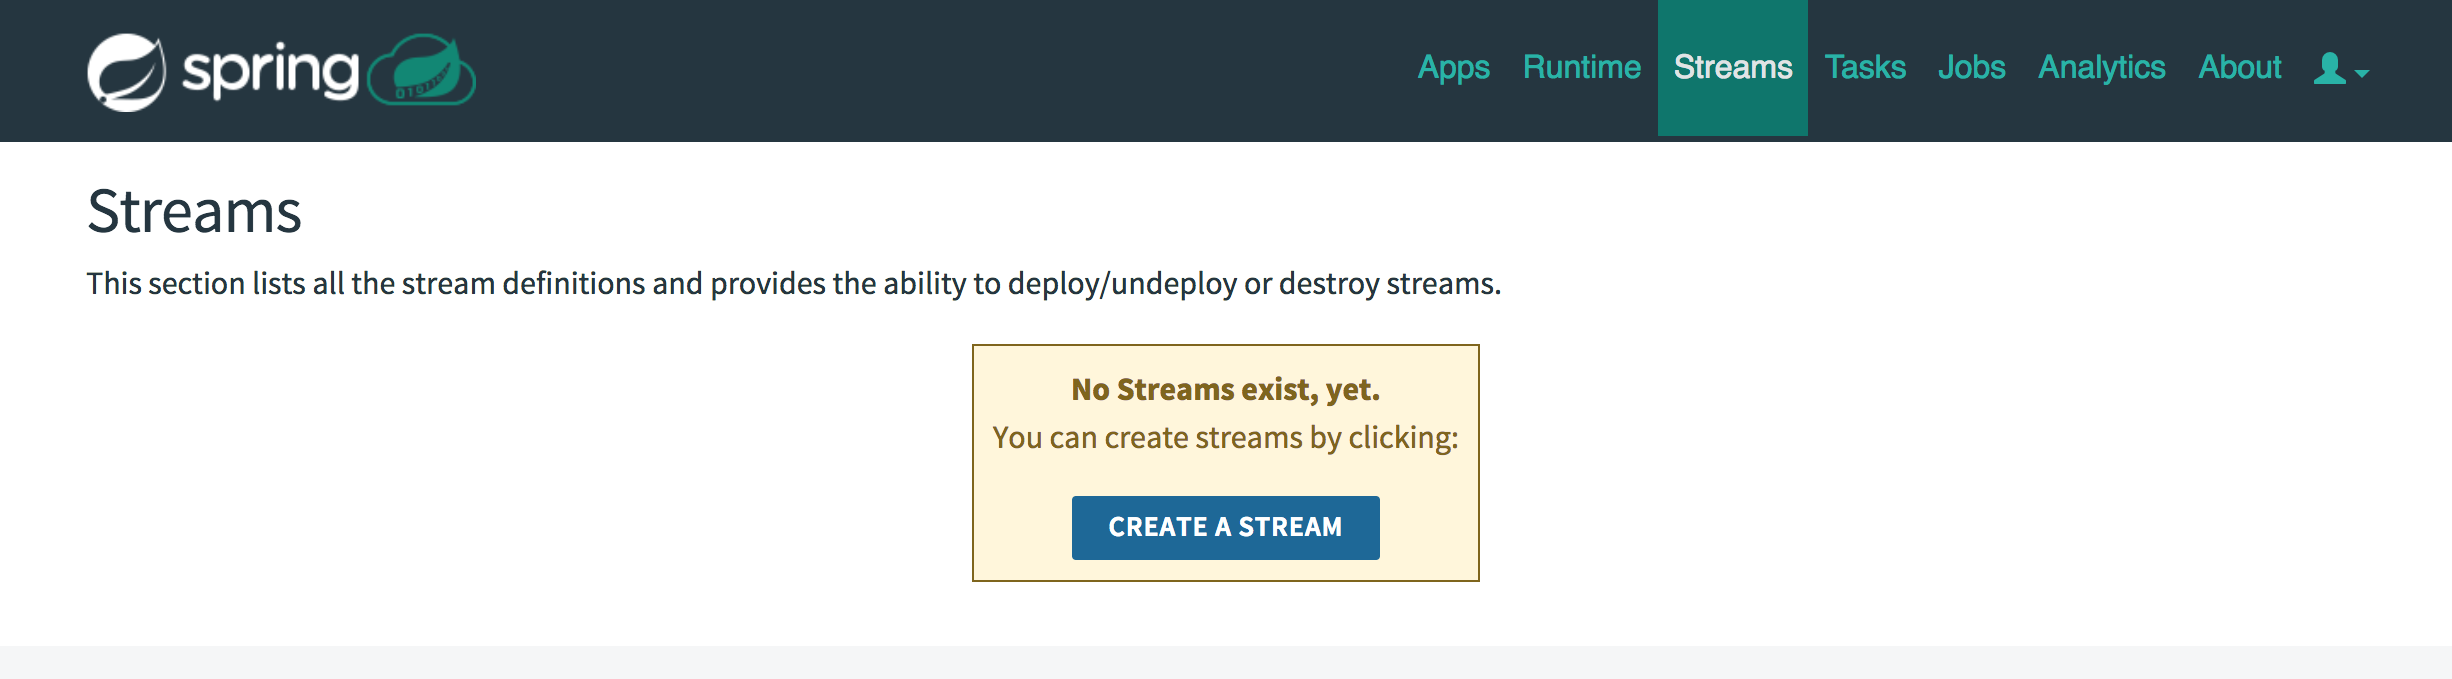 spring
Apps Runtime Streams Tasks Jobs Analytics About
Streams
This section lists all the stream definitions and provides the ability to deploy/undeploy or destroy streams.
No Streams exist, yet.
You can create streams by clicking:
CREATE A STREAM